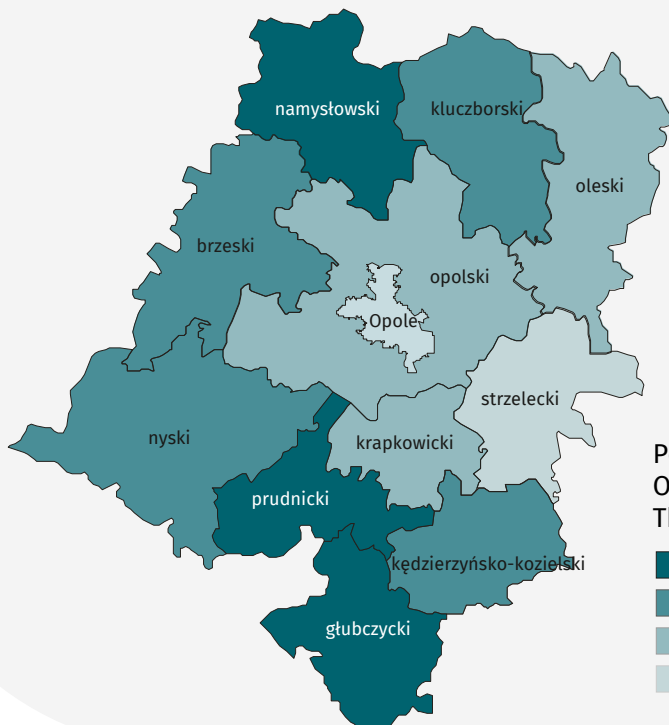 namysłowski
kluczborski
oleski
brzeski
opolski
Opole
strzelecki
nyski
krapkowicki
prudnicki
kędzierzyńsko-kozielski
głubczycki